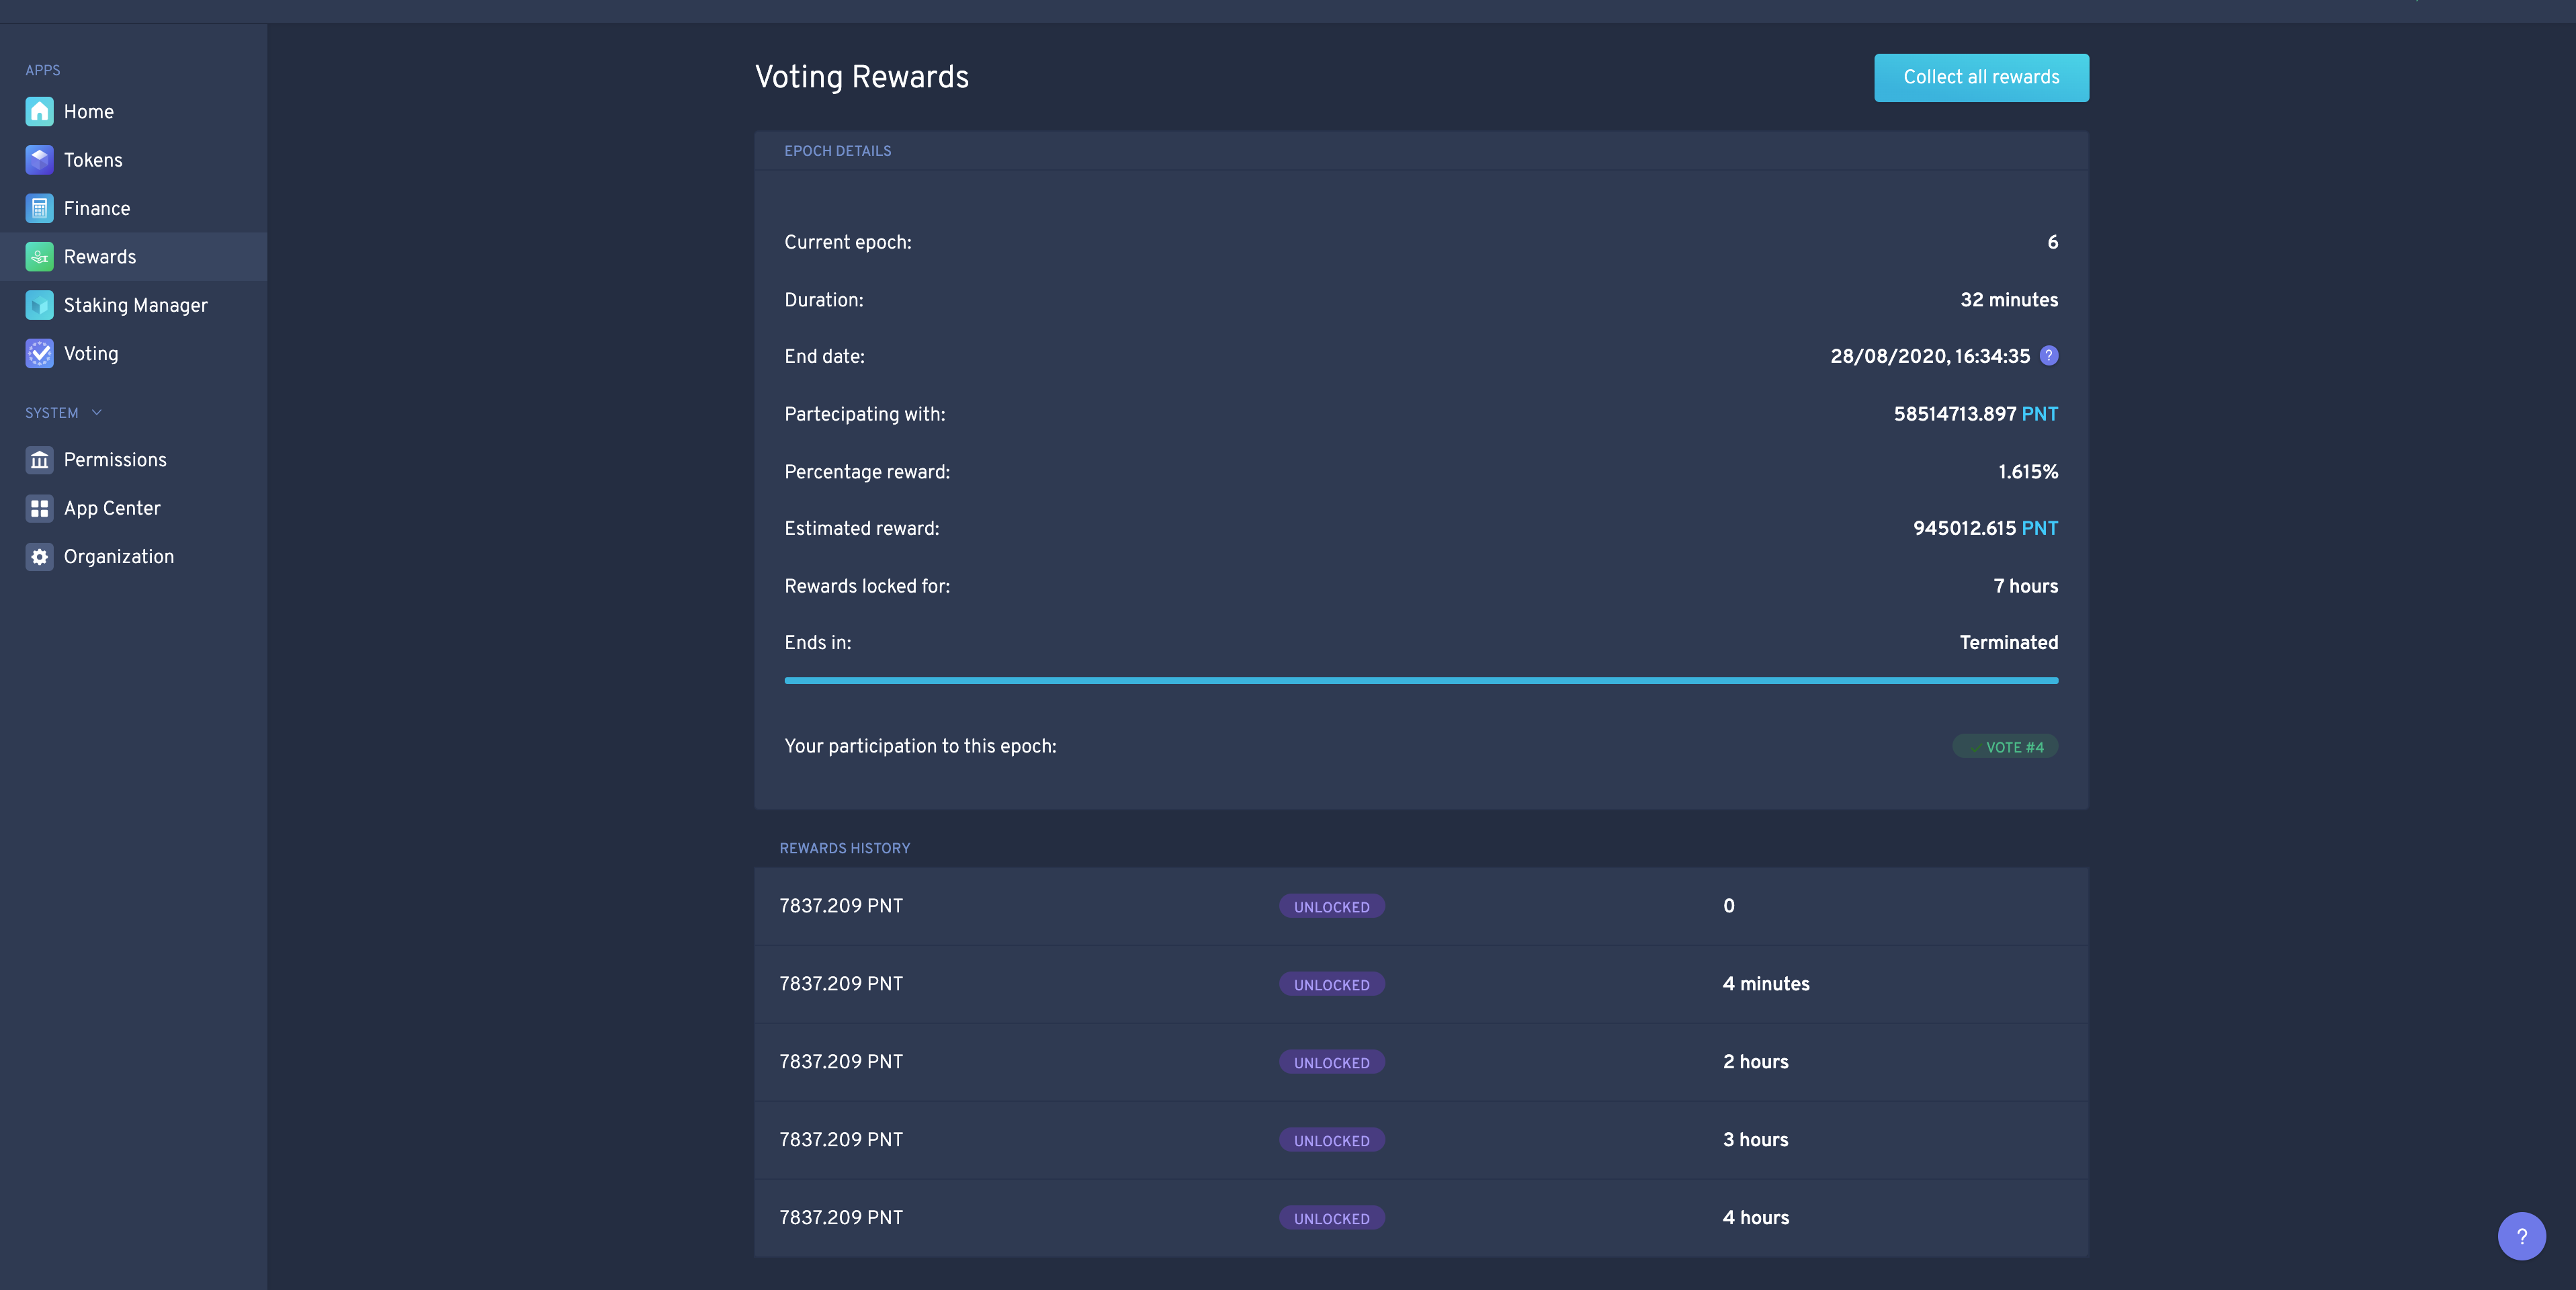 APPS
Home
Tokens
Finance
Rewards
Staking Manager
Voting
SYSTEM
Permissions
App Center
Organization
Voting Rewards
Collect all rewards
EPOCH DETAILS
Current epoch: 6
Duration: 32 minutes
End date: 28/08/2020, 16:34:35 ?
Partecipating with: 58514713.897 PNT
Percentage reward: 1.615%
Estimated reward: 945012.615 PNT
Rewards locked for: 7 hours
Ends in: Terminated
Your participation to this epoch: ✓ VOTE #4
REWARDS HISTORY
7837.209 PNT UNLOCKED 0
7837.209 PNT UNLOCKED 4 minutes
7837.209 PNT UNLOCKED 2 hours
7837.209 PNT UNLOCKED 3 hours
7837.209 PNT UNLOCKED 4 hours
?